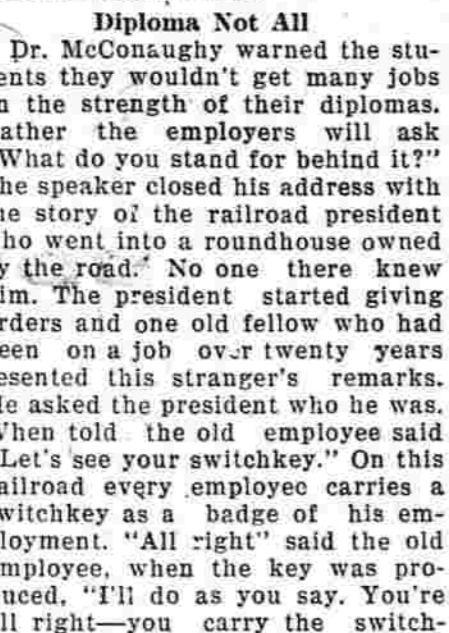 Diploma Not All
Dr. McConaughy warned the stu-
ents they wouldn't get many jobs
n the strength of their diplomas.
ather the employers will ask
What do you stand for behind it?"
he speaker closed his address with
he story of the railroad president
ho went into a roundhouse owned
y the road. No one there knew
im. The president started giving
rders and one old fellow who had
een on a job over twenty years
esented this stranger's remarks.
He asked the president who he was.
When told the old employee said
"Let's see your switchkey." On this
ailroad every employee carries a
witchkey as a badge of his em-
loyment. "All right" said the old
mployee, when the key was pro-
uced, "I'll do as you say. You're
ll right—you carry the switch-